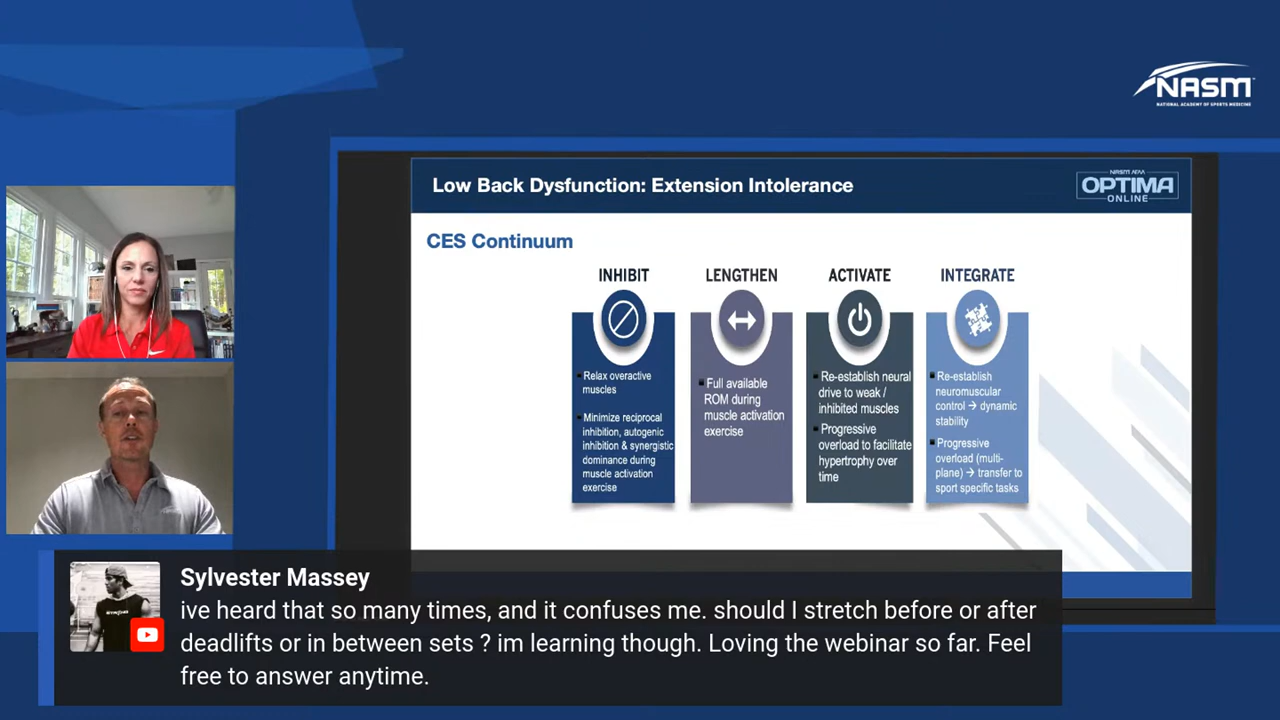 NASM
NATIONAL ACADEMY OF SPORTS MEDICINE
Low Back Dysfunction: Extension Intolerance
NASM AFAA
OPTIMA
ONLINE
CES Continuum
INHIBIT
Relax overactive
muscles
Minimize reciprocal
inhibition, autogenic
inhibition & synergistic
dominance during
muscle activation
exercise
LENGTHEN
Full available
ROM during
muscle activation
exercise
ACTIVATE
Re-establish neural
drive to weak /
inhibited muscles
Progressive
overload to facilitate
hypertrophy over
time
INTEGRATE
Re-establish
neuromuscular
control → dynamic
stability
Progressive
overload (multi-
plane) → transfer to
sport specific tasks
Sylvester Massey
ive heard that so many times, and it confuses me. should I stretch before or after
deadlifts or in between sets ? im learning though. Loving the webinar so far. Feel
free to answer anytime.